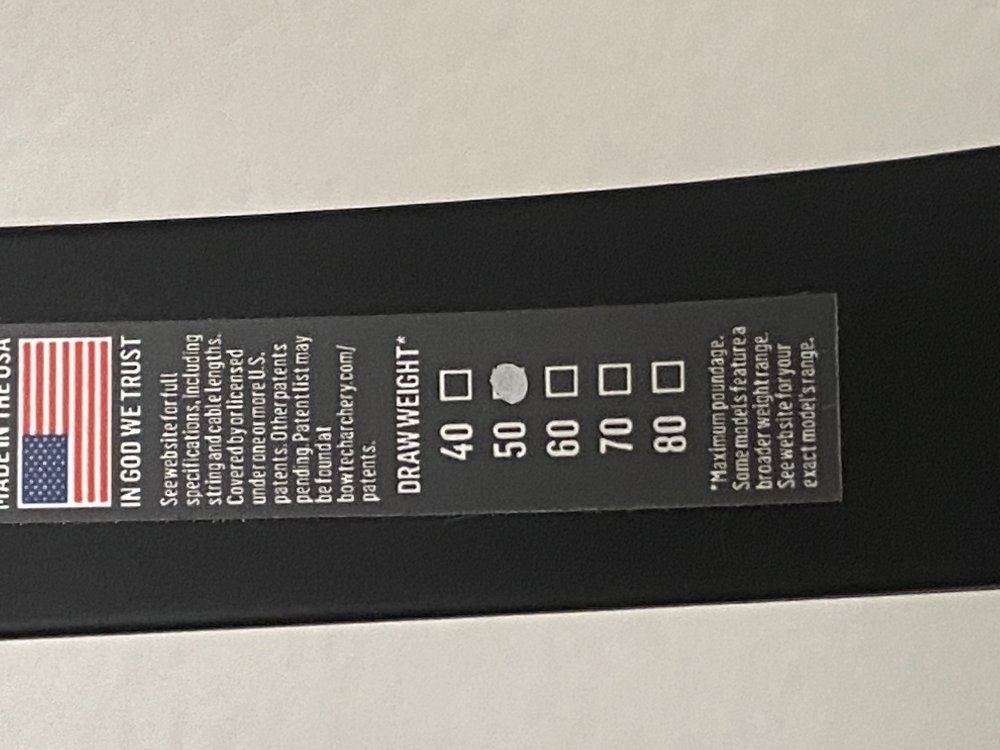 MADE IN THE USA
IN GOD WE TRUST
See website for full
specifications, including
string and cable lengths.
Covered by or licensed
under one or more U.S.
patents. Other patents
pending. Patent list may
be found at
bowtecharchery.com/
patents.
DRAW WEIGHT*
40
50
60
70
80
*Maximum poundage.
Some models feature a
broader weight range.
See website for your
exact model's range.